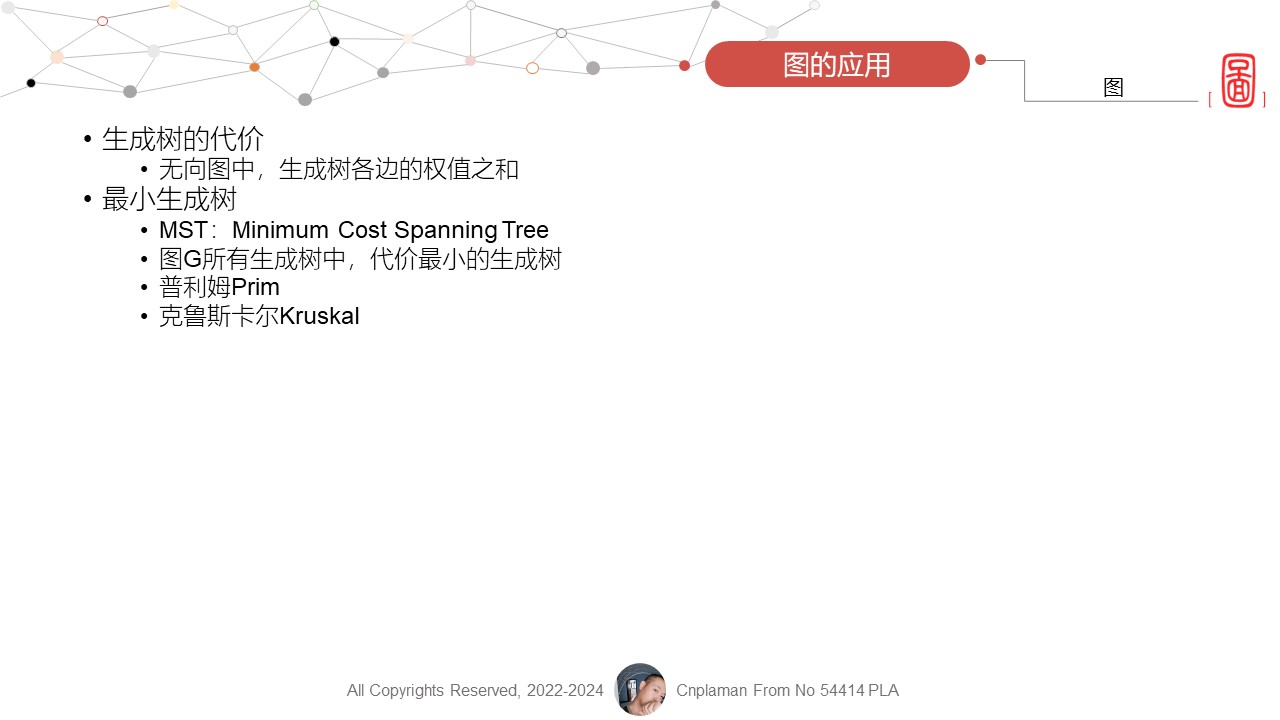 图的应用
图
[圖]
• 生成树的代价
• 无向图中，生成树各边的权值之和
• 最小生成树
• MST：Minimum Cost Spanning Tree
• 图G所有生成树中，代价最小的生成树
• 普利姆Prim
• 克鲁斯卡尔Kruskal
All Copyrights Reserved, 2022-2024
Cnplaman From No 54414 PLA